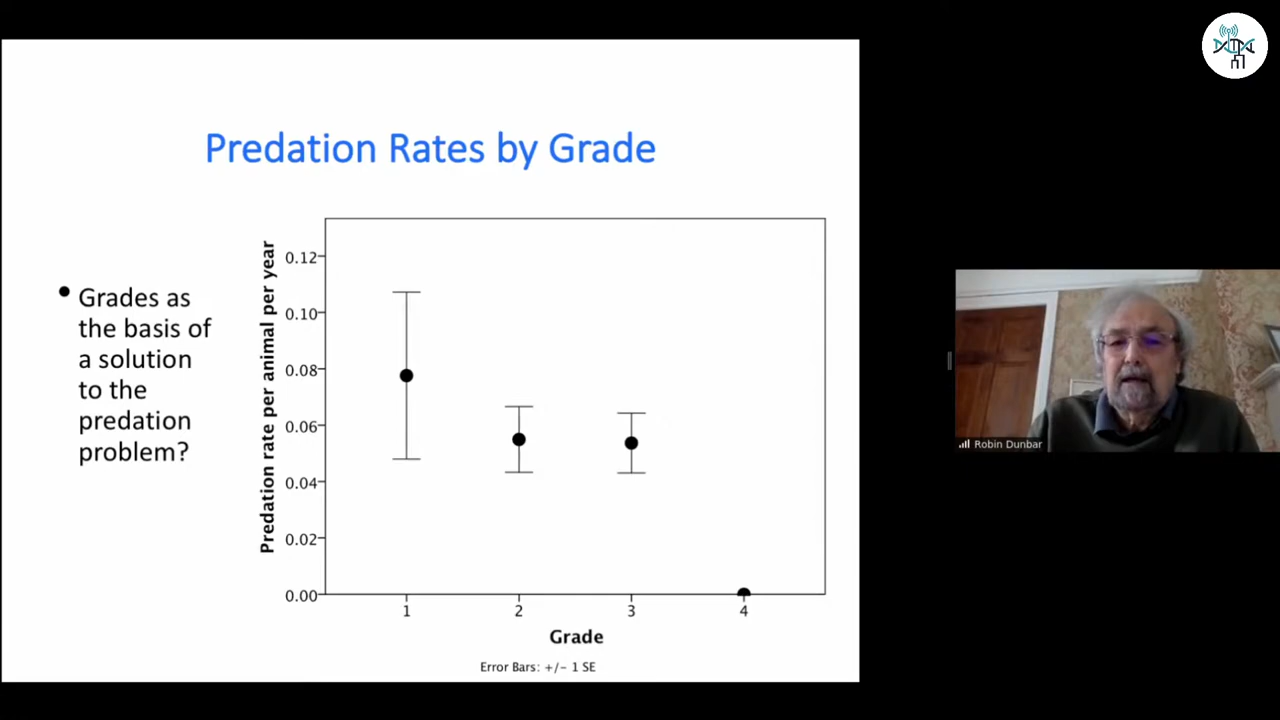 Predation Rates by Grade
• Grades as
the basis of
a solution
to the
predation
problem?
Predation rate per animal per year
0.12
0.10
0.08
0.06
0.04
0.02
0.00
1 2 3 4
Grade
Error Bars: +/- 1 SE
Robin Dunbar